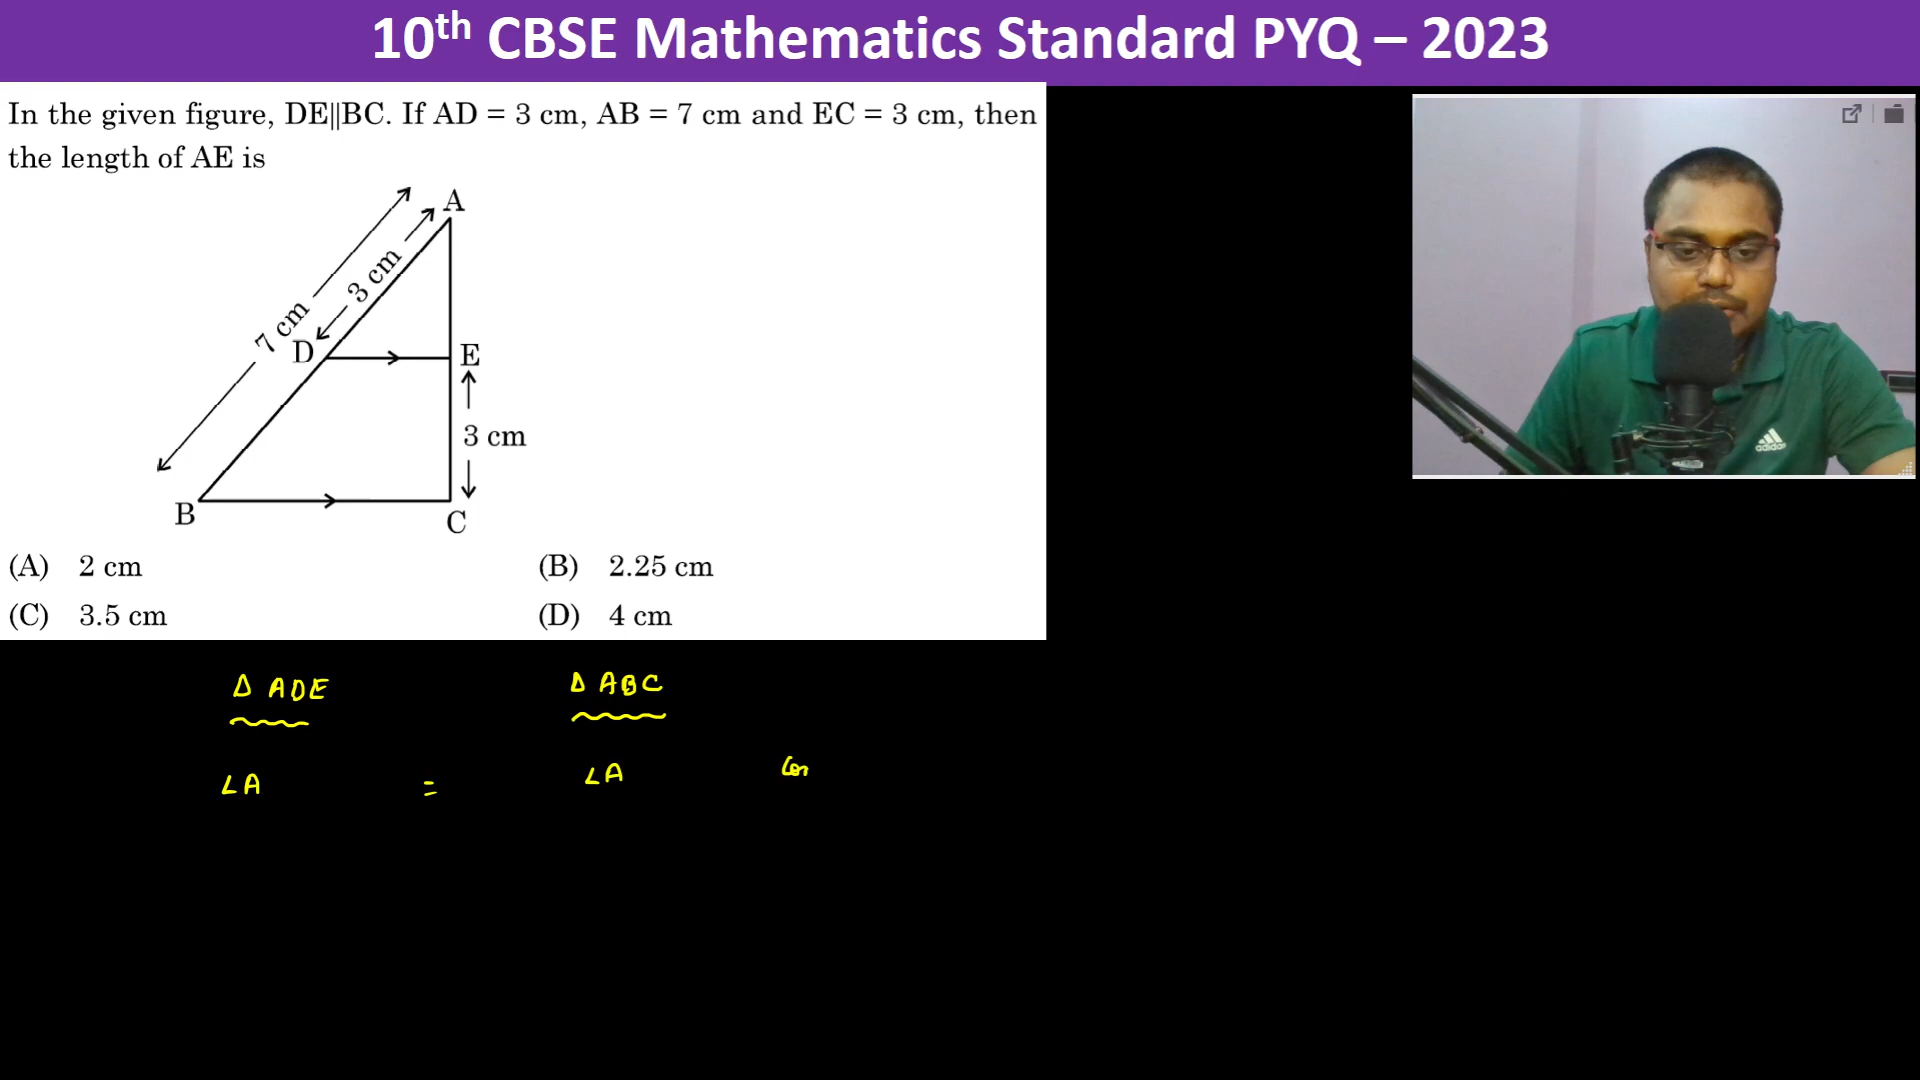 10th CBSE Mathematics Standard PYQ – 2023
In the given figure, DE||BC. If AD = 3 cm, AB = 7 cm and EC = 3 cm, then
the length of AE is
A
3 cm
7 cm
D
E
3 cm
B
C
(A) 2 cm (B) 2.25 cm
(C) 3.5 cm (D) 4 cm
Δ ADE Δ ABC
∠A = ∠A Com
adidas